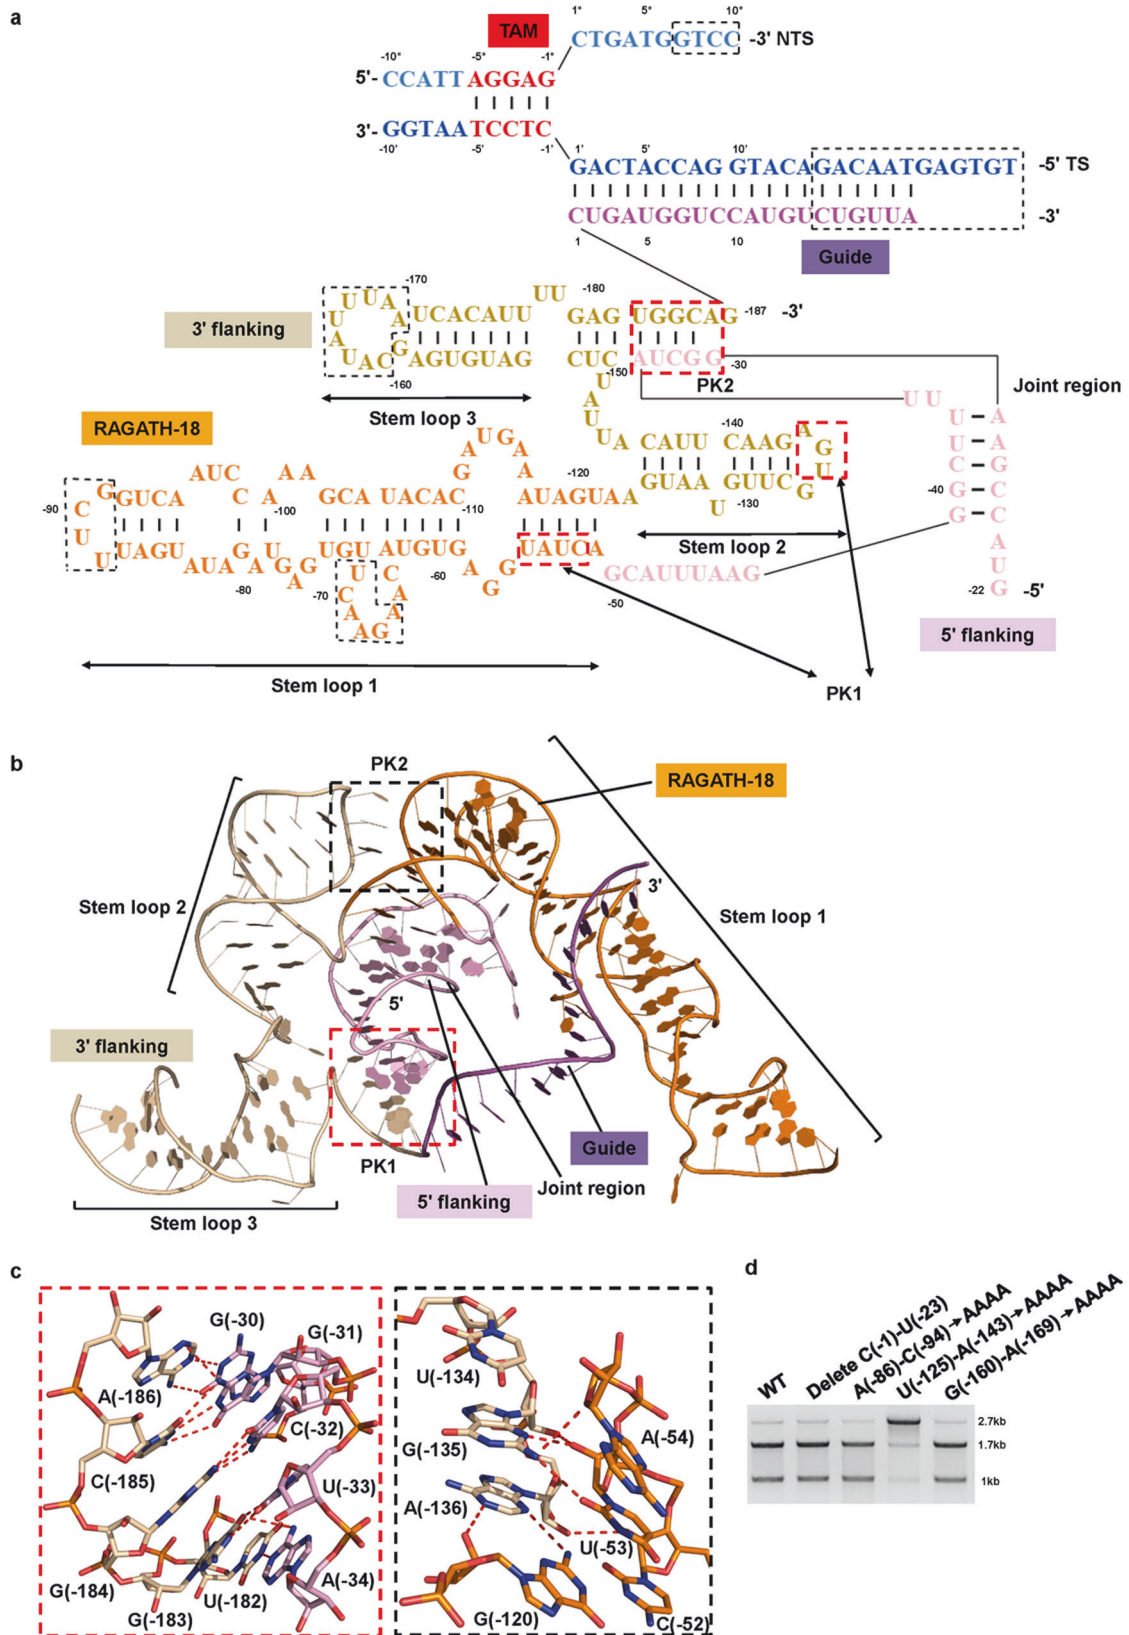 a
TAM
1" 5" 10"
CTGATGGTCC -3' NTS
-10" -5" -1"
5'- CCATTAGGAG
3'- GGTAATCCTC
-10' -5' -1'
1' 5' 10'
GACTACCAG GTACAGACAATGAGTGT -5' TS
CUGAUGGUCCAUGUCUGUUA -3'
1 5 10
Guide
3' flanking
-170
UUUAA
UCACAUU
UU
-180
GAG
UGGCAG
-187
-3'
U
A
U
UACG
GAGUGUAG
CUC
AUCGG
-30
-160
-150
PK2
Stem loop 3
Joint region
U
A
U
U
A
CAUU
-140
CAAG
A
G
U
GUAA
U
GUUCG
-130
Stem loop 2
UU
U
U
C
G
G
-40
A
A
G
C
C
A
U
G
-22
-5'
5' flanking
RAGATH-18
-90
G
C
U
U
GUCA
AUC
C
A
AA
GCA
UACAC
G
A
U
G
A
A
-120
AUAGUAA
-100
-110
UAGU
AUA
G
A
U
G
G
A
UGU
AUGUG
A
G
G
UAUCA
-80
-70
-60
-50
U
C
A
A
G
A
A
C
GCAUUUAAG
PK1
Stem loop 1
b
PK2
RAGATH-18
Stem loop 2
3'
Stem loop 1
5'
3' flanking
PK1
Guide
5' flanking
Joint region
Stem loop 3
c
G(-30)
G(-31)
A(-186)
C(-32)
C(-185)
U(-33)
G(-184)
G(-183)
U(-182)
A(-34)
U(-134)
G(-135)
A(-54)
A(-136)
U(-53)
G(-120)
C(-52)
d
WT
Delete C(-1)-U(-23)
A(-86)-C(-94)→AAAA
U(-125)-A(-143)→AAAA
G(-160)-A(-169)→AAAA
2.7kb
1.7kb
1kb